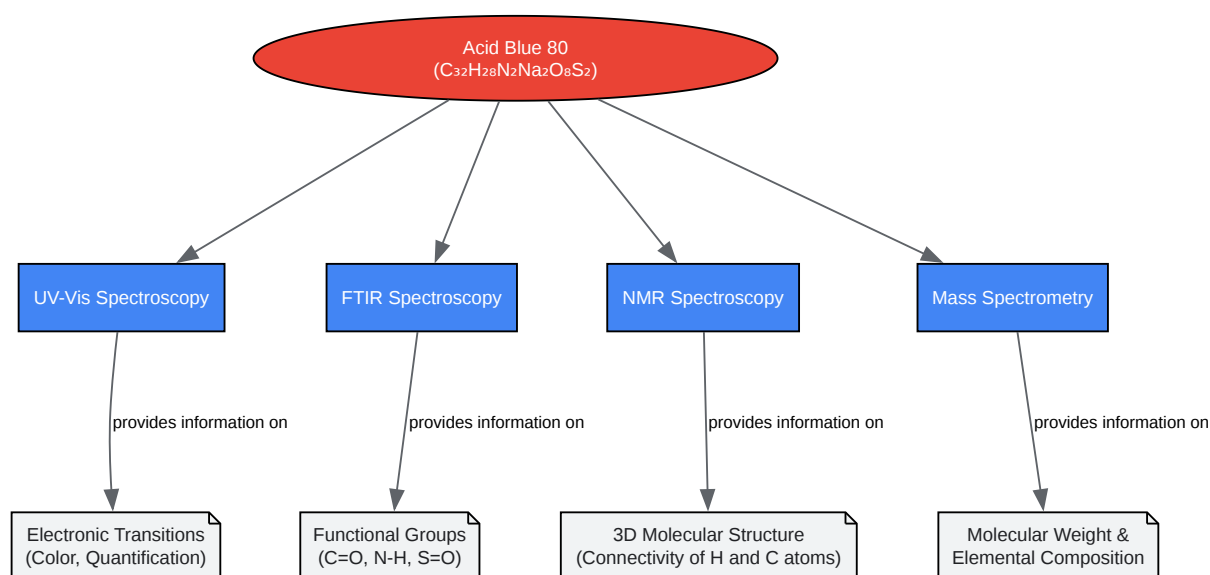 Acid Blue 80
(C₃₂H₂₈N₂Na₂O₈S₂)
UV-Vis Spectroscopy
FTIR Spectroscopy
NMR Spectroscopy
Mass Spectrometry
provides information on
provides information on
provides information on
provides information on
Electronic Transitions
(Color, Quantification)
Functional Groups
(C=O, N-H, S=O)
3D Molecular Structure
(Connectivity of H and C atoms)
Molecular Weight &
Elemental Composition